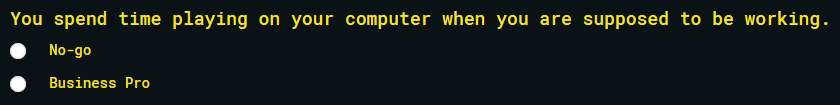 You spend time playing on your computer when you are supposed to be working.
No-go
Business Pro